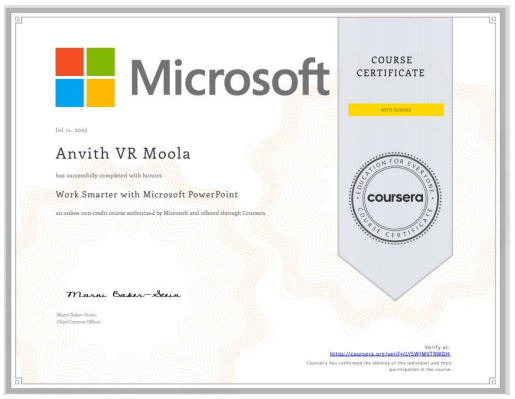 Microsoft
COURSE
CERTIFICATE
WITH HONORS
Jul 11, 2025
Anvith VR Moola
has successfully completed with honors
Work Smarter with Microsoft PowerPoint
an online non-credit course authorized by Microsoft and offered through Coursera
EDUCATION FOR EVERYONE
coursera
COURSE CERTIFICATE
Marni Baker-Stein
Marni Baker-Stein,
Chief Content Officer
Verify at:
Coursera has confirmed the identity of this individual and their
participation in the course.